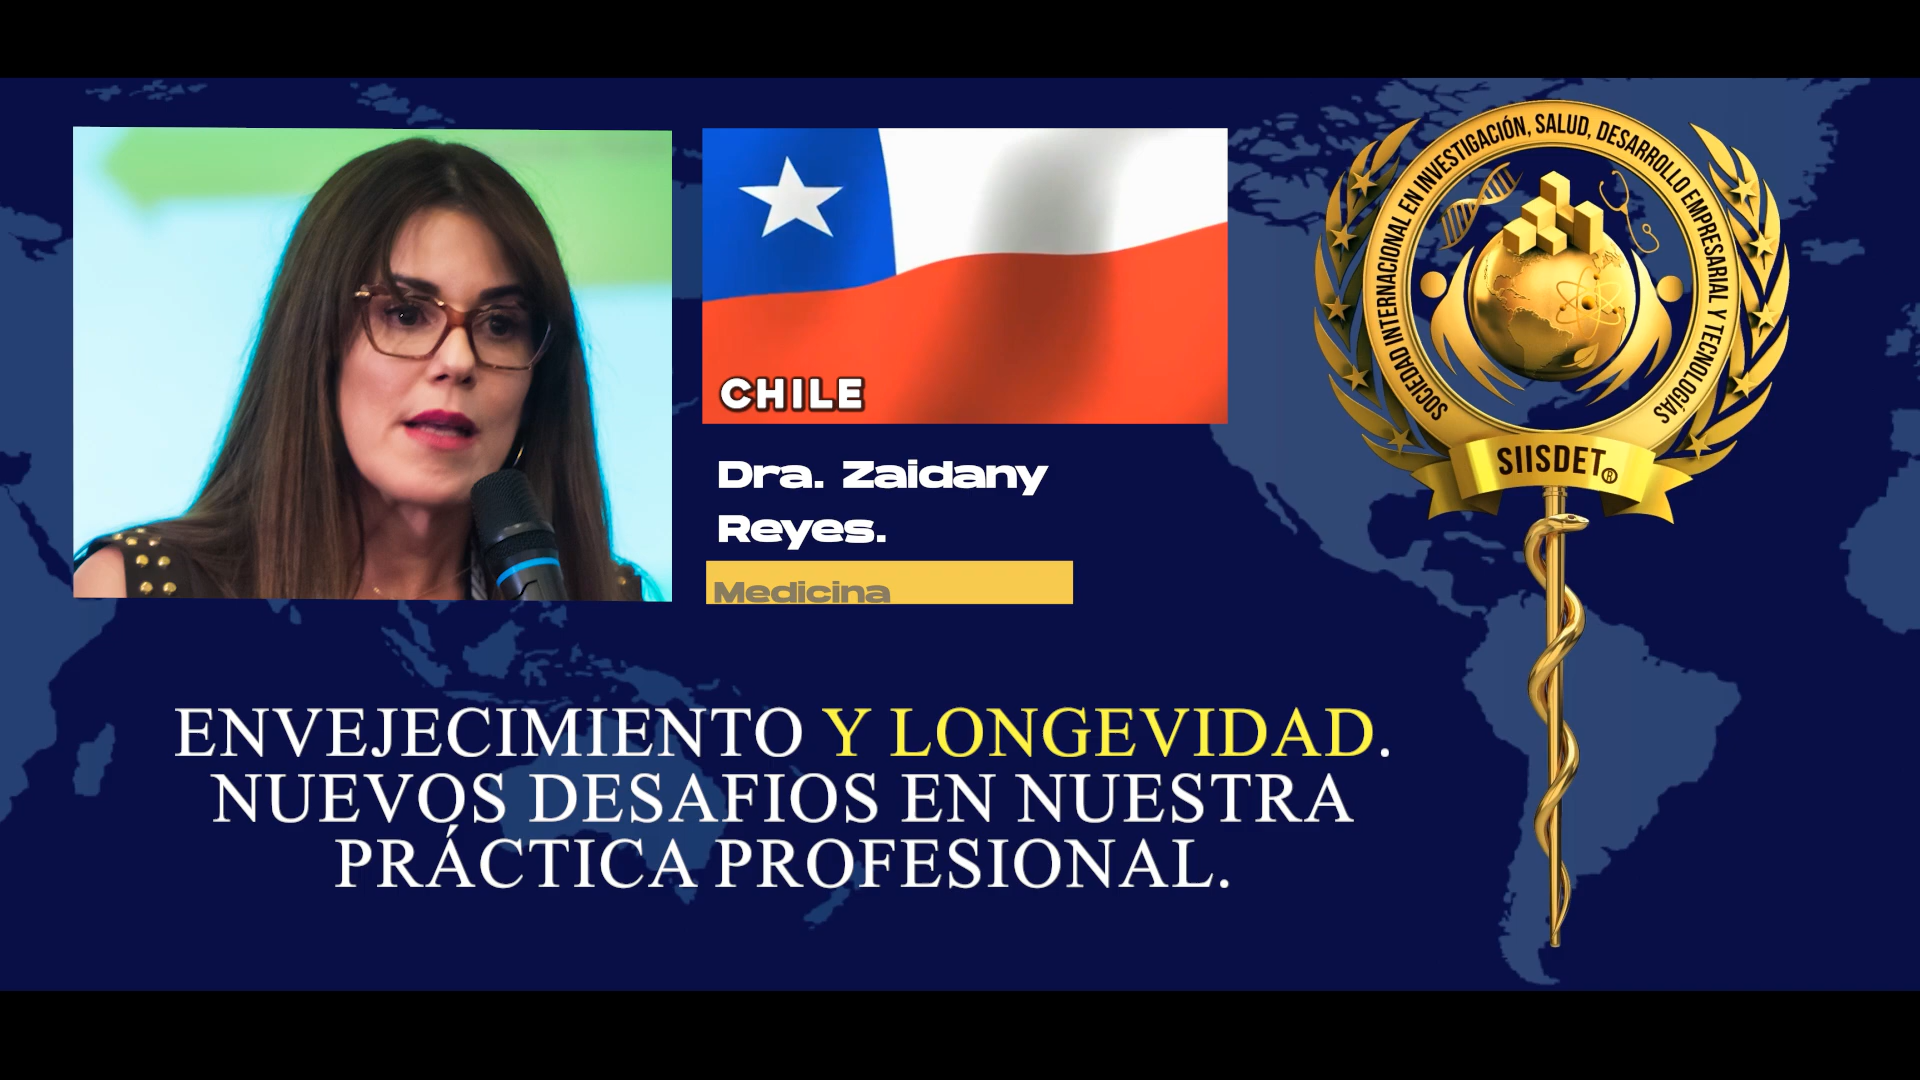 CHILE
Dra. Zaidany
Reyes.
Medicina
SOCIEDAD INTERNACIONAL EN INVESTIGACIÓN, SALUD, DESARROLLO EMPRESARIAL Y TECNOLOGÍAS
SIISDET®
ENVEJECIMIENTO Y LONGEVIDAD.
NUEVOS DESAFIOS EN NUESTRA
PRÁCTICA PROFESIONAL.